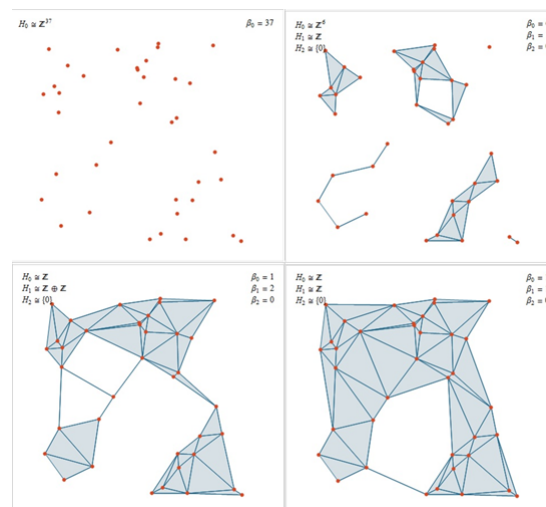 H₀ ≅ Z³⁷
β₀ = 37
H₀ ≅ Z⁶
H₁ ≅ Z
H₂ ≅ {0}
β₀ =
β₁ =
β₂ =
H₀ ≅ Z
H₁ ≅ Z ⊕ Z
H₂ ≅ {0}
β₀ = 1
β₁ = 2
β₂ = 0
H₀ ≅ Z
H₁ ≅ Z
H₂ ≅ {0}
β₀ =
β₁ =
β₂ =